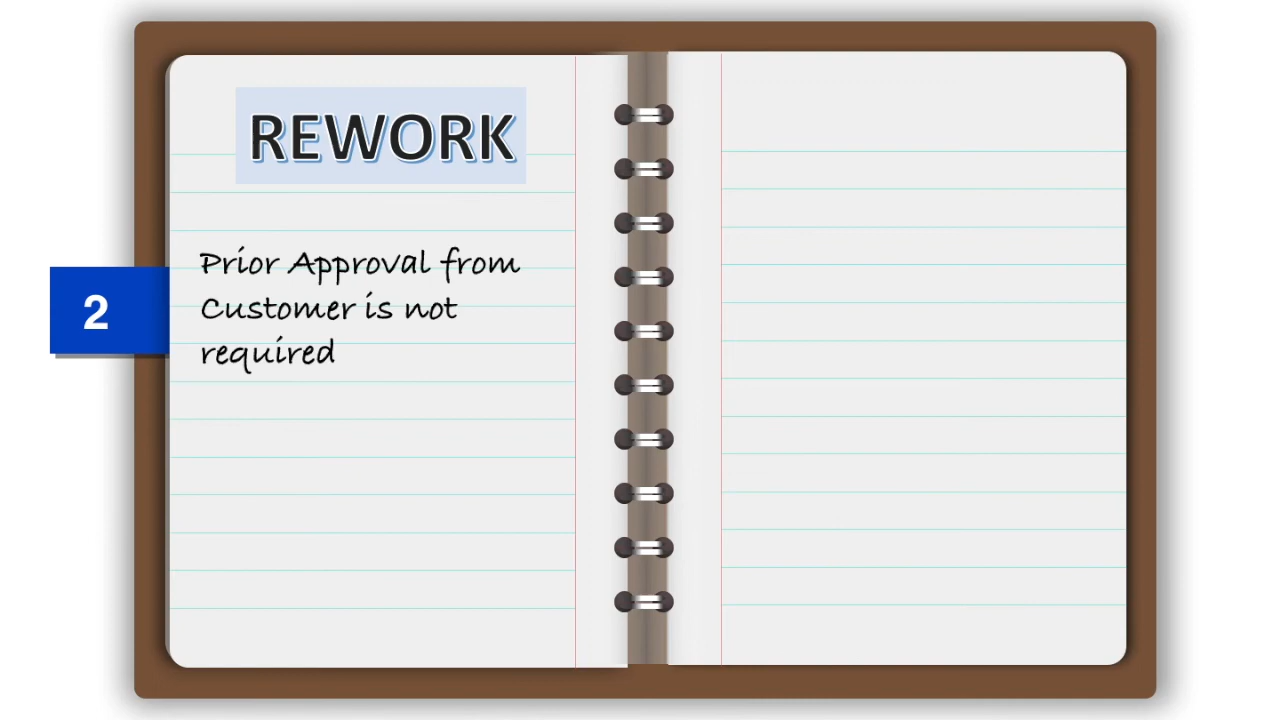 REWORK
Prior Approval from
Customer is not
required
2